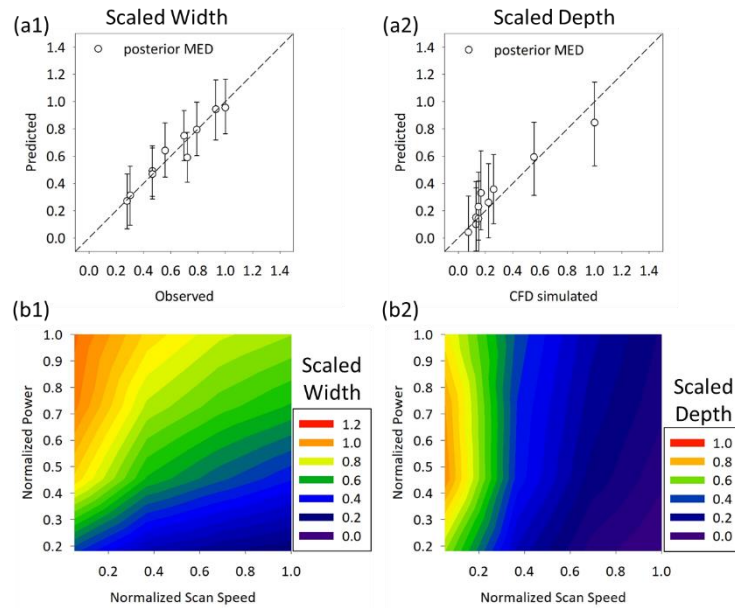 (a1) Scaled Width
1.4
1.2
1.0
0.8
0.6
0.4
0.2
0.0
Predicted
posterior MED
0.0 0.2 0.4 0.6 0.8 1.0 1.2 1.4
Observed
(a2) Scaled Depth
1.4
1.2
1.0
0.8
0.6
0.4
0.2
0.0
Predicted
posterior MED
0.0 0.2 0.4 0.6 0.8 1.0 1.2 1.4
CFD simulated
(b1)
1.0
0.9
0.8
0.7
0.6
0.5
0.4
0.3
0.2
Normalized Power
0.2 0.4 0.6 0.8 1.0
Normalized Scan Speed
Scaled
Width
1.2
1.0
0.8
0.6
0.4
0.2
0.0
(b2)
1.0
0.9
0.8
0.7
0.6
0.5
0.4
0.3
0.2
Normalized Power
0.2 0.4 0.6 0.8 1.0
Normalized Scan Speed
Scaled
Depth
1.0
0.8
0.6
0.4
0.2
0.2
0.0